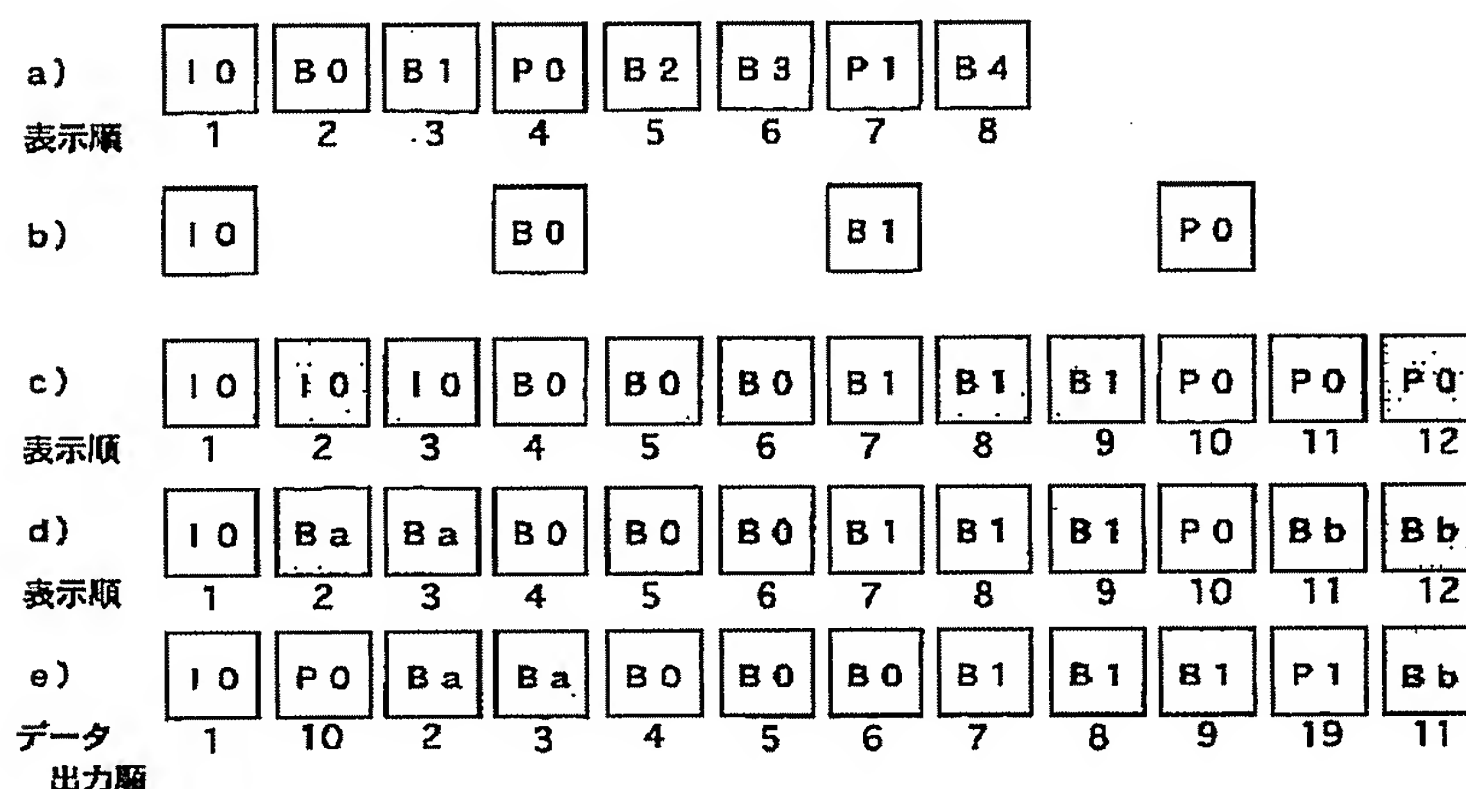 a) I0 B0 B1 P0 B2 B3 P1 B4
表示順 1 2 3 4 5 6 7 8
b) I0 B0 B1 P0
c) I0 I0 I0 B0 B0 B0 B1 B1 B1 P0 P0 P0
表示順 1 2 3 4 5 6 7 8 9 10 11 12
d) I0 Ba Ba B0 B0 B0 B1 B1 B1 P0 Bb Bb
表示順 1 2 3 4 5 6 7 8 9 10 11 12
e) I0 P0 Ba Ba B0 B0 B0 B1 B1 B1 P1 Bb
データ 1 10 2 3 4 5 6 7 8 9 19 11
出力順